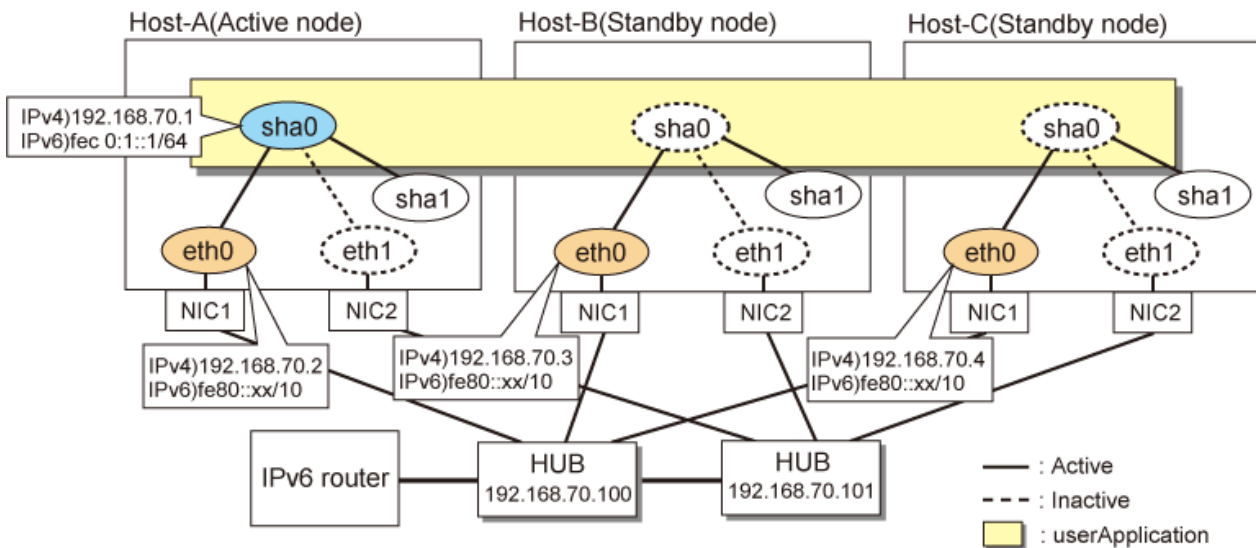 Host-A(Active node)
Host-B(Standby node)
Host-C(Standby node)
IPv4)192.168.70.1
IPv6)fec 0:1::1/64
sha0
sha0
sha0
sha1
sha1
sha1
eth0
eth1
eth0
eth1
eth0
eth1
NIC1
NIC2
NIC1
NIC2
NIC1
NIC2
IPv4)192.168.70.2
IPv6)fe80::xx/10
IPv4)192.168.70.3
IPv6)fe80::xx/10
IPv4)192.168.70.4
IPv6)fe80::xx/10
IPv6 router
HUB
192.168.70.100
HUB
192.168.70.101
: Active
: Inactive
: userApplication